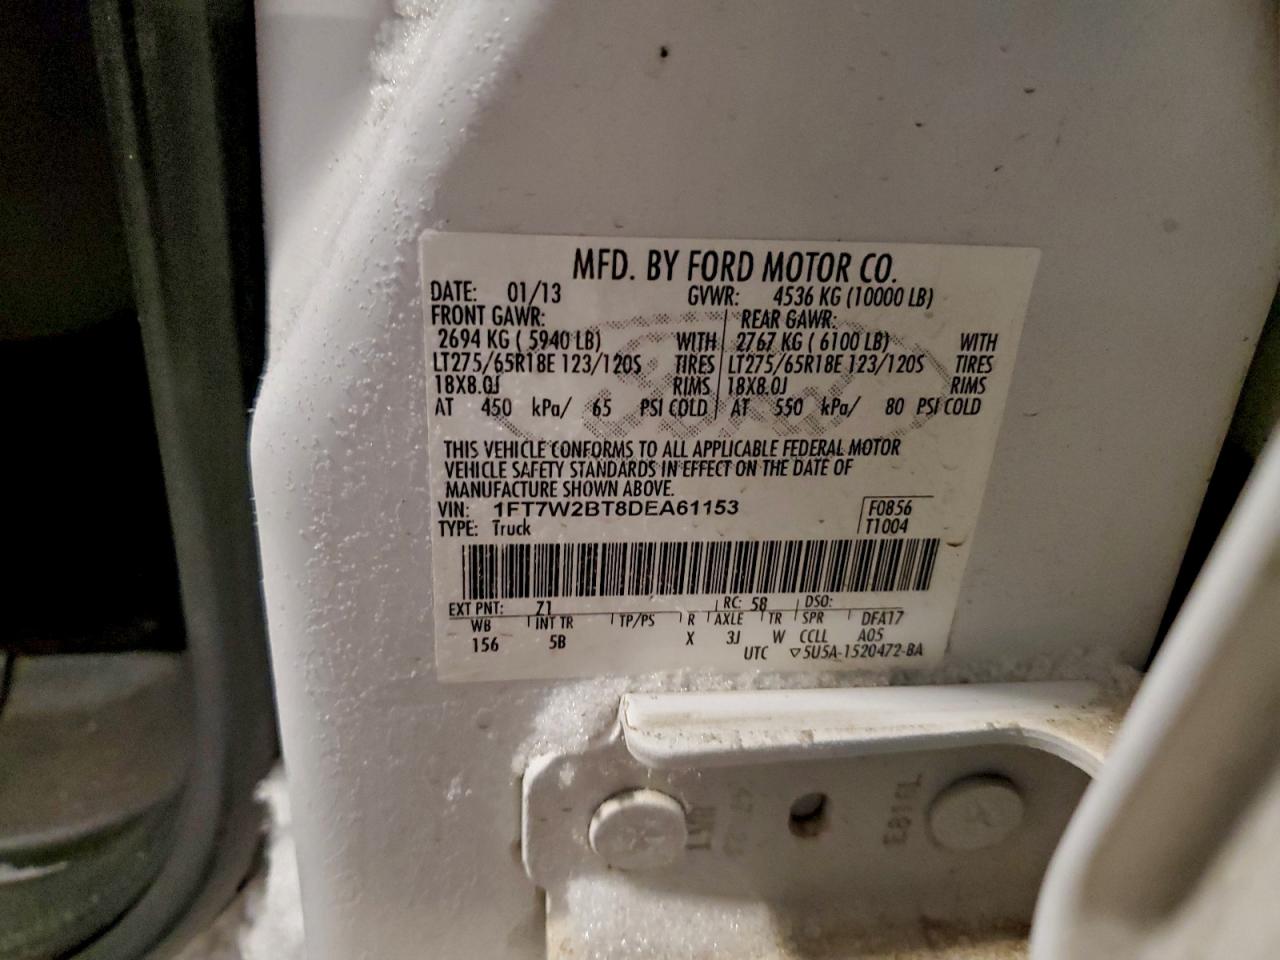 MFD. BY FORD MOTOR CO.
DATE: 01/13 GVWR: 4536 KG (10000 LB)
FRONT GAWR: REAR GAWR:
2694 KG ( 5940 LB) WITH 2767 KG ( 6100 LB) WITH
LT275/65R18E 123/120S TIRES LT275/65R18E 123/120S TIRES
18X8.0J RIMS 18X8.0J RIMS
AT 450 kPa/ 65 PSI COLD AT 550 kPa/ 80 PSI COLD
THIS VEHICLE CONFORMS TO ALL APPLICABLE FEDERAL MOTOR
VEHICLE SAFETY STANDARDS IN EFFECT ON THE DATE OF
MANUFACTURE SHOWN ABOVE.
VIN: 1FT7W2BT8DEA61153 F0856
TYPE: Truck T1004
EXT PNT: Z1 RC: 58 DSO:
WB INT TR TP/PS R AXLE TR SPR DFA17
156 5B X 3J W CCLL A05
UTC ▽5U5A-1520472-BA